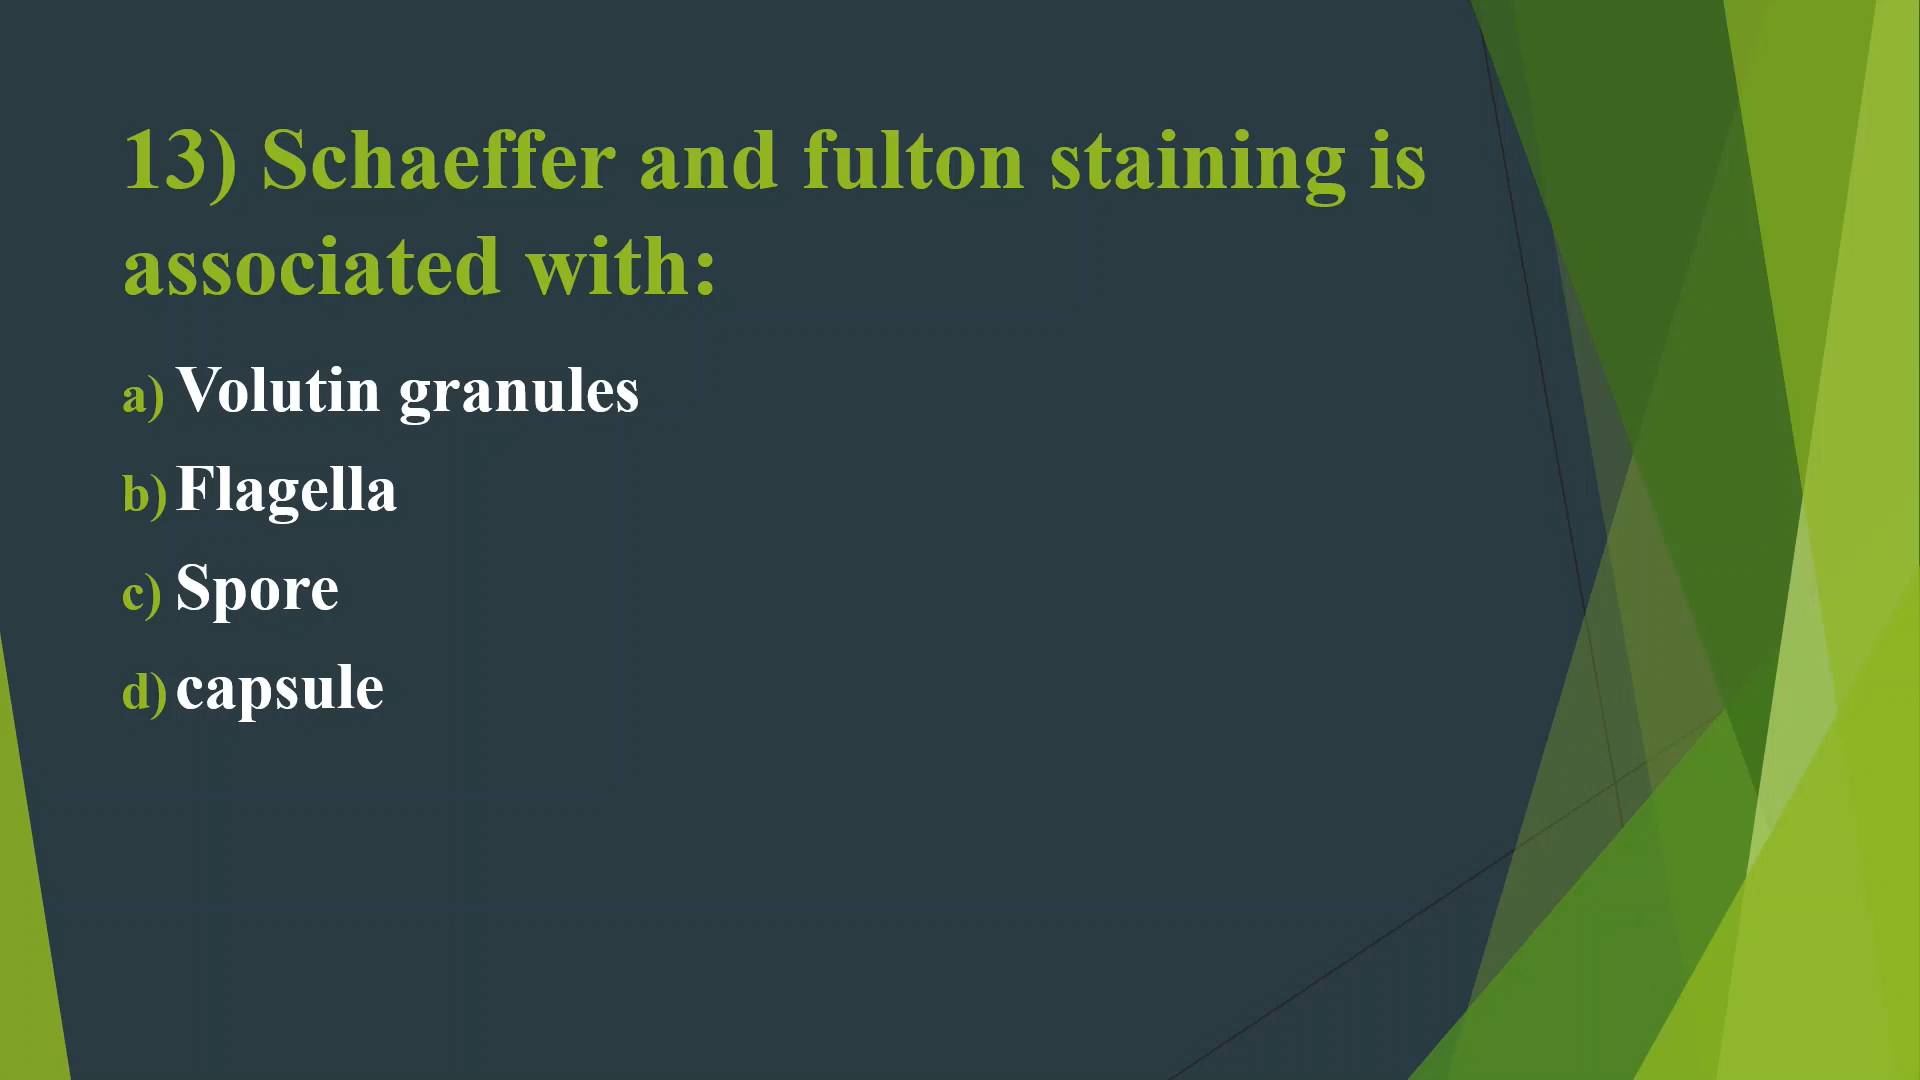 13) Schaeffer and fulton staining is
associated with:
a) Volutin granules
b) Flagella
c) Spore
d) capsule